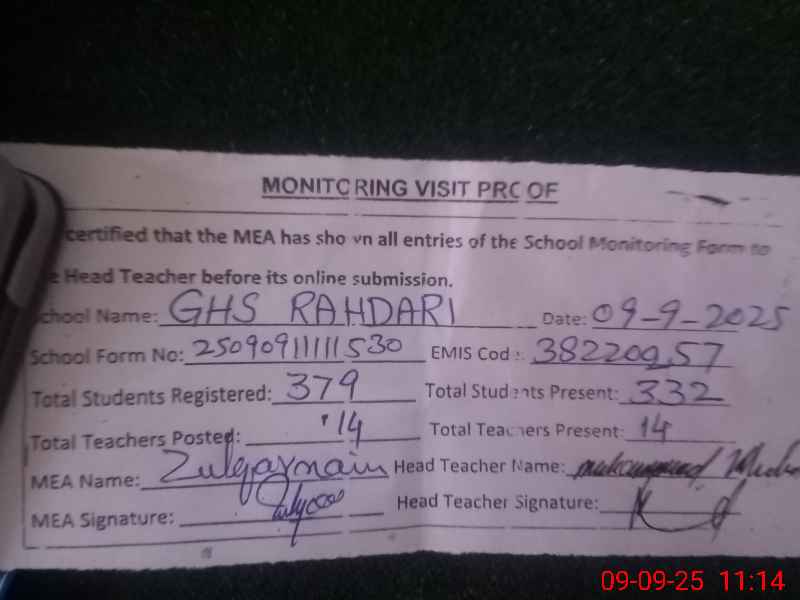 MONITORING VISIT PROOF
certified that the MEA has shown all entries of the School Monitoring Form to
Head Teacher before its online submission.
School Name: GHS RAHDARI Date: 09-9-2025
School Form No: 25090911111530 EMIS Code: 38220257
Total Students Registered: 379 Total Students Present: 332
Total Teachers Posted: 14 Total Teachers Present: 14
MEA Name: Zulqarnain Head Teacher Name: Muhammad
MEA Signature: Head Teacher Signature:
09-09-25 11:14